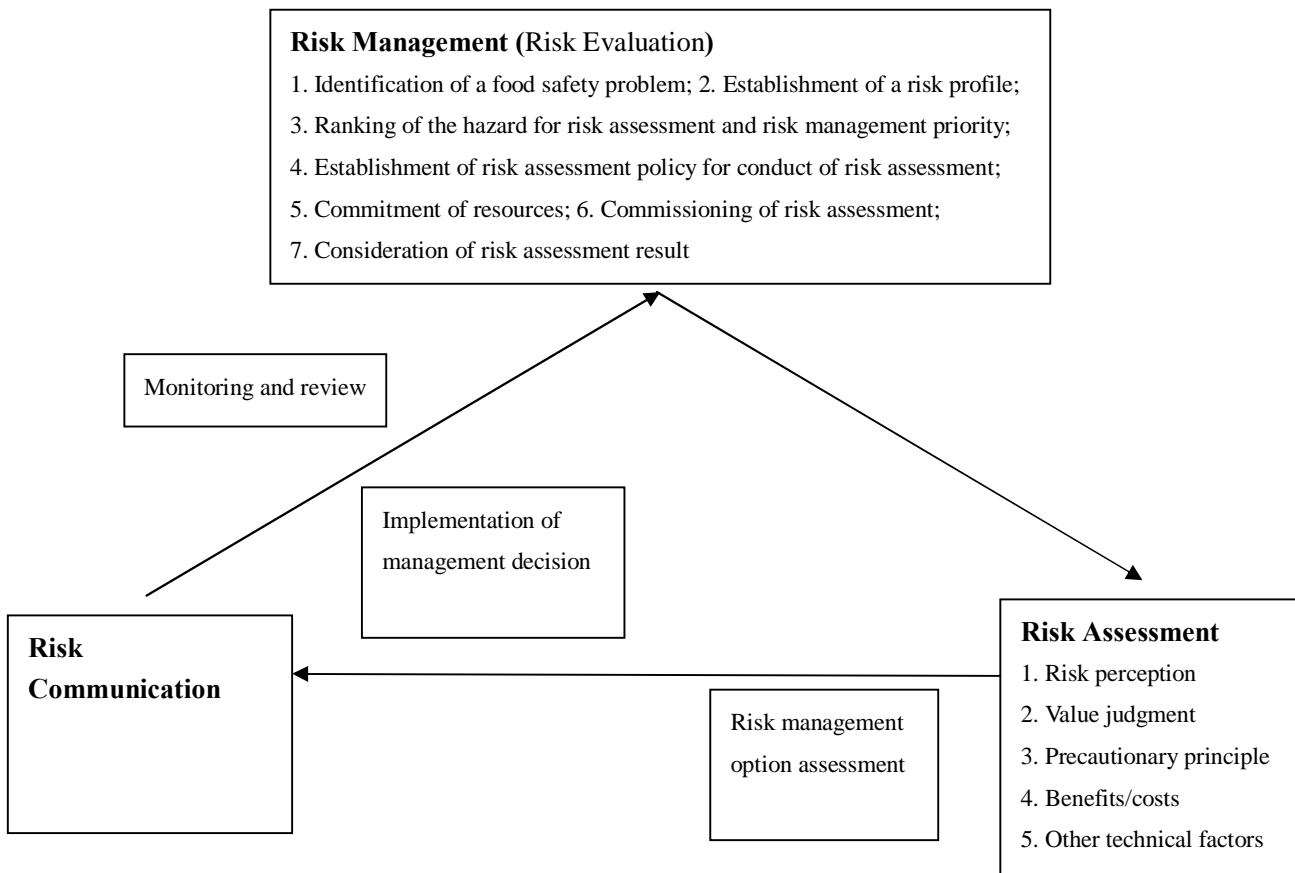 Risk Management (Risk Evaluation)
1. Identification of a food safety problem; 2. Establishment of a risk profile;
3. Ranking of the hazard for risk assessment and risk management priority;
4. Establishment of risk assessment policy for conduct of risk assessment;
5. Commitment of resources; 6. Commissioning of risk assessment;
7. Consideration of risk assessment result
Monitoring and review
Implementation of
management decision
Risk
Communication
Risk management
option assessment
Risk Assessment
1. Risk perception
2. Value judgment
3. Precautionary principle
4. Benefits/costs
5. Other technical factors